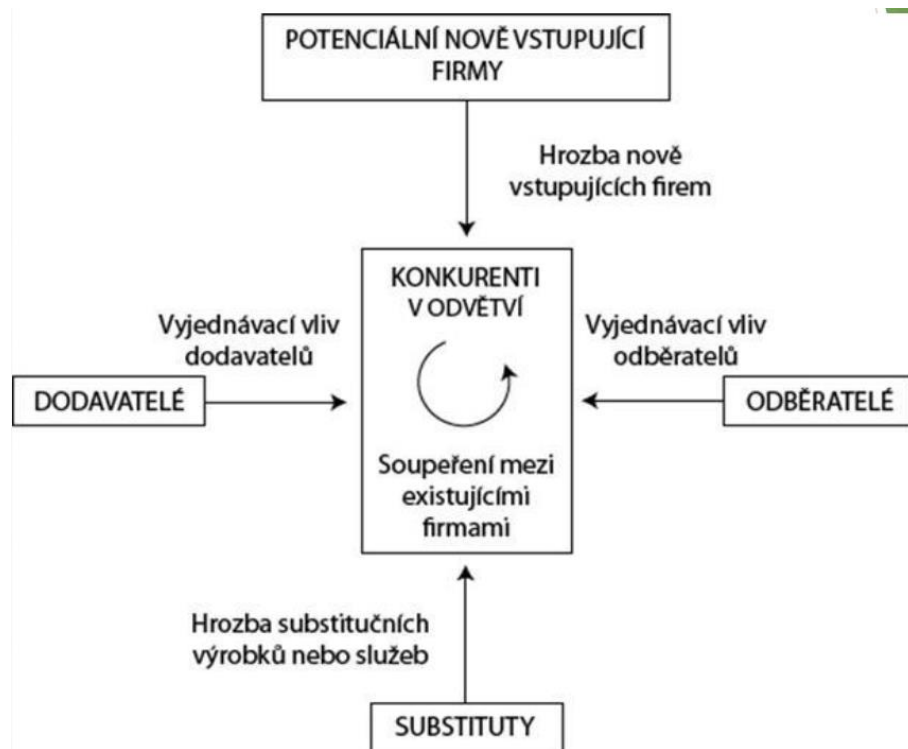 POTENCIÁLNÍ NOVĚ VSTUPUJÍCÍ
FIRMY
Hrozba nově
vstupujících firem
KONKURENTI
V ODVĚTVÍ
Vyjednávací vliv
dodavatelů
Vyjednávací vliv
odběratelů
DODAVATELÉ
ODBĚRATELÉ
Soupeření mezi
existujícími
firmami
Hrozba substitučních
výrobků nebo služeb
SUBSTITUTY